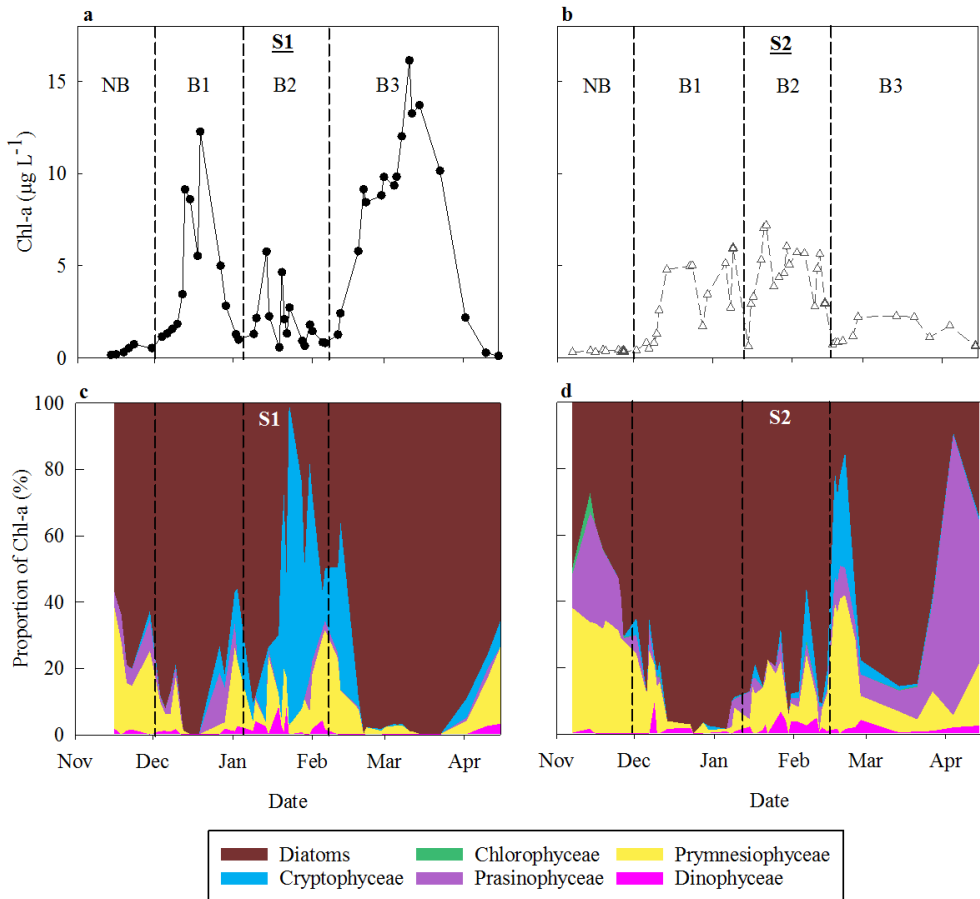 a
S1
NB
B1
B2
B3
15
10
5
0
Chl-a (µg L⁻¹)
b
S2
NB
B1
B2
B3
c
S1
100
80
60
40
20
0
Proportion of Chl-a (%)
Nov
Dec
Jan
Feb
Mar
Apr
Date
d
S2
Nov
Dec
Jan
Feb
Mar
Apr
Date
Diatoms
Chlorophyceae
Prymnesiophyceae
Cryptophyceae
Prasinophyceae
Dinophyceae